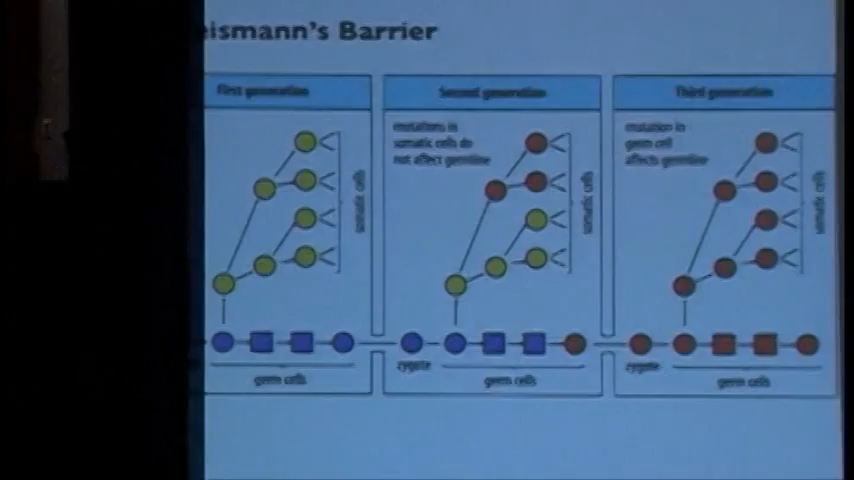 eismann's Barrier
First generation
Second generation
Third generation
mutations in
somatic cells do
not affect germline
mutation in
germ cell
affects germline
somatic cells
somatic cells
somatic cells
zygote
zygote
germ cells
germ cells
germ cells